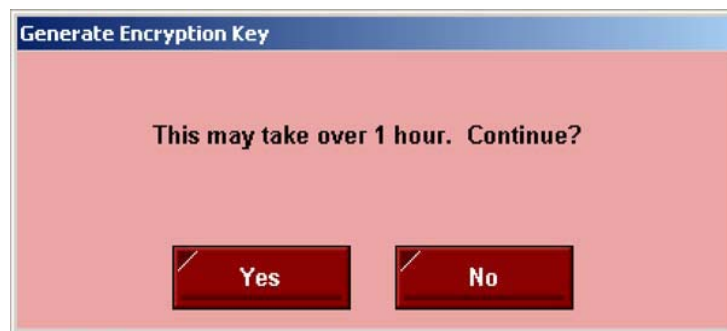 Generate Encryption Key
This may take over 1 hour.  Continue?
Yes
No